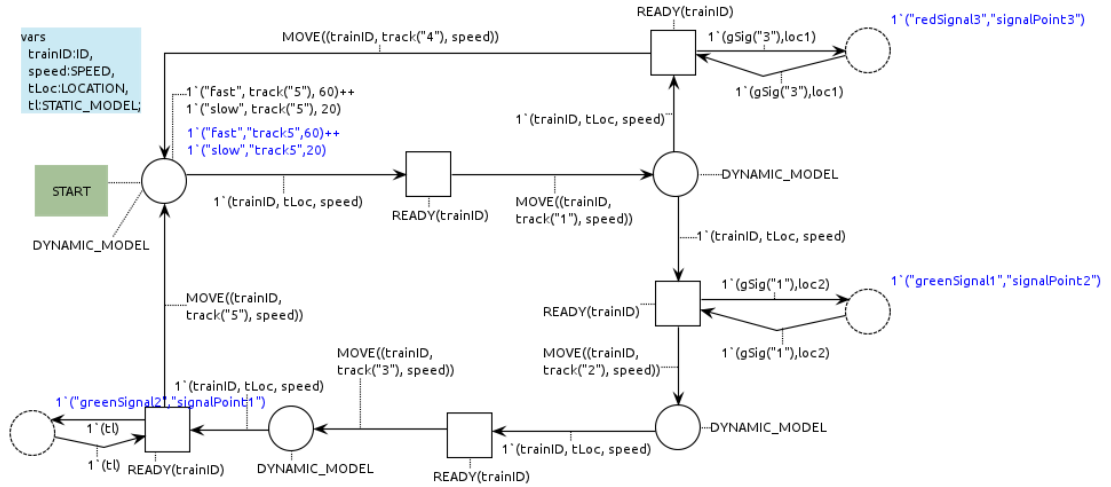 READY(trainID)
1`("redSignal3","signalPoint3")
vars
trainID:ID,
speed:SPEED,
tLoc:LOCATION,
tl:STATIC_MODEL;
MOVE((trainID, track("4"), speed))
1`(gSig("3"),loc1)
1`(gSig("3"),loc1)
1`("fast", track("5"), 60)++
1`("slow", track("5"), 20)
1`(trainID, tLoc, speed)
1`("fast","track5",60)++
1`("slow","track5",20)
START
DYNAMIC_MODEL
1`(trainID, tLoc, speed)
READY(trainID)
MOVE((trainID,
track("1"), speed))
DYNAMIC_MODEL
1`(trainID, tLoc, speed)
1`("greenSignal1","signalPoint2")
1`(gSig("1"),loc2)
READY(trainID)
1`(gSig("1"),loc2)
MOVE((trainID,
track("5"), speed))
MOVE((trainID,
track("3"), speed))
MOVE((trainID,
track("2"), speed))
1`(trainID, tLoc, speed)
1`("greenSignal2","signalPoint1")
1`(tl)
1`(tl)
READY(trainID)
DYNAMIC_MODEL
1`(trainID, tLoc, speed)
READY(trainID)
DYNAMIC_MODEL